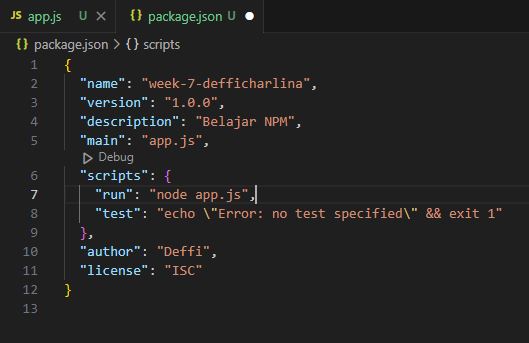 JS app.js U X
{} package.json U ●
{} package.json > {} scripts
1 {
2 "name": "week-7-defficharlina",
3 "version": "1.0.0",
4 "description": "Belajar NPM",
5 "main": "app.js",
Debug
6 "scripts": {
7 "run": "node app.js",
8 "test": "echo \"Error: no test specified\" && exit 1"
9 },
10 "author": "Deffi",
11 "license": "ISC"
12 }
13